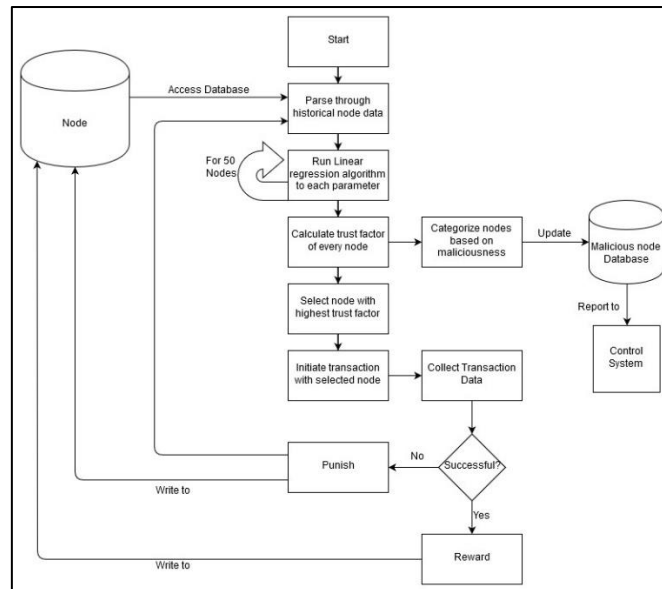 Start
Node
Access Database
Parse through
historical node
data
For 50
Nodes
Run Linear
regression algorithm
to each parameter
Calculate trust factor
of every node
Categorize nodes
based on
maliciousness
Update
Malicious node
Database
Select node with
highest trust factor
Report to
Control
System
Initiate transaction
with selected node
Collect Transaction
Data
Successful?
No
Punish
Write to
Yes
Reward
Write to